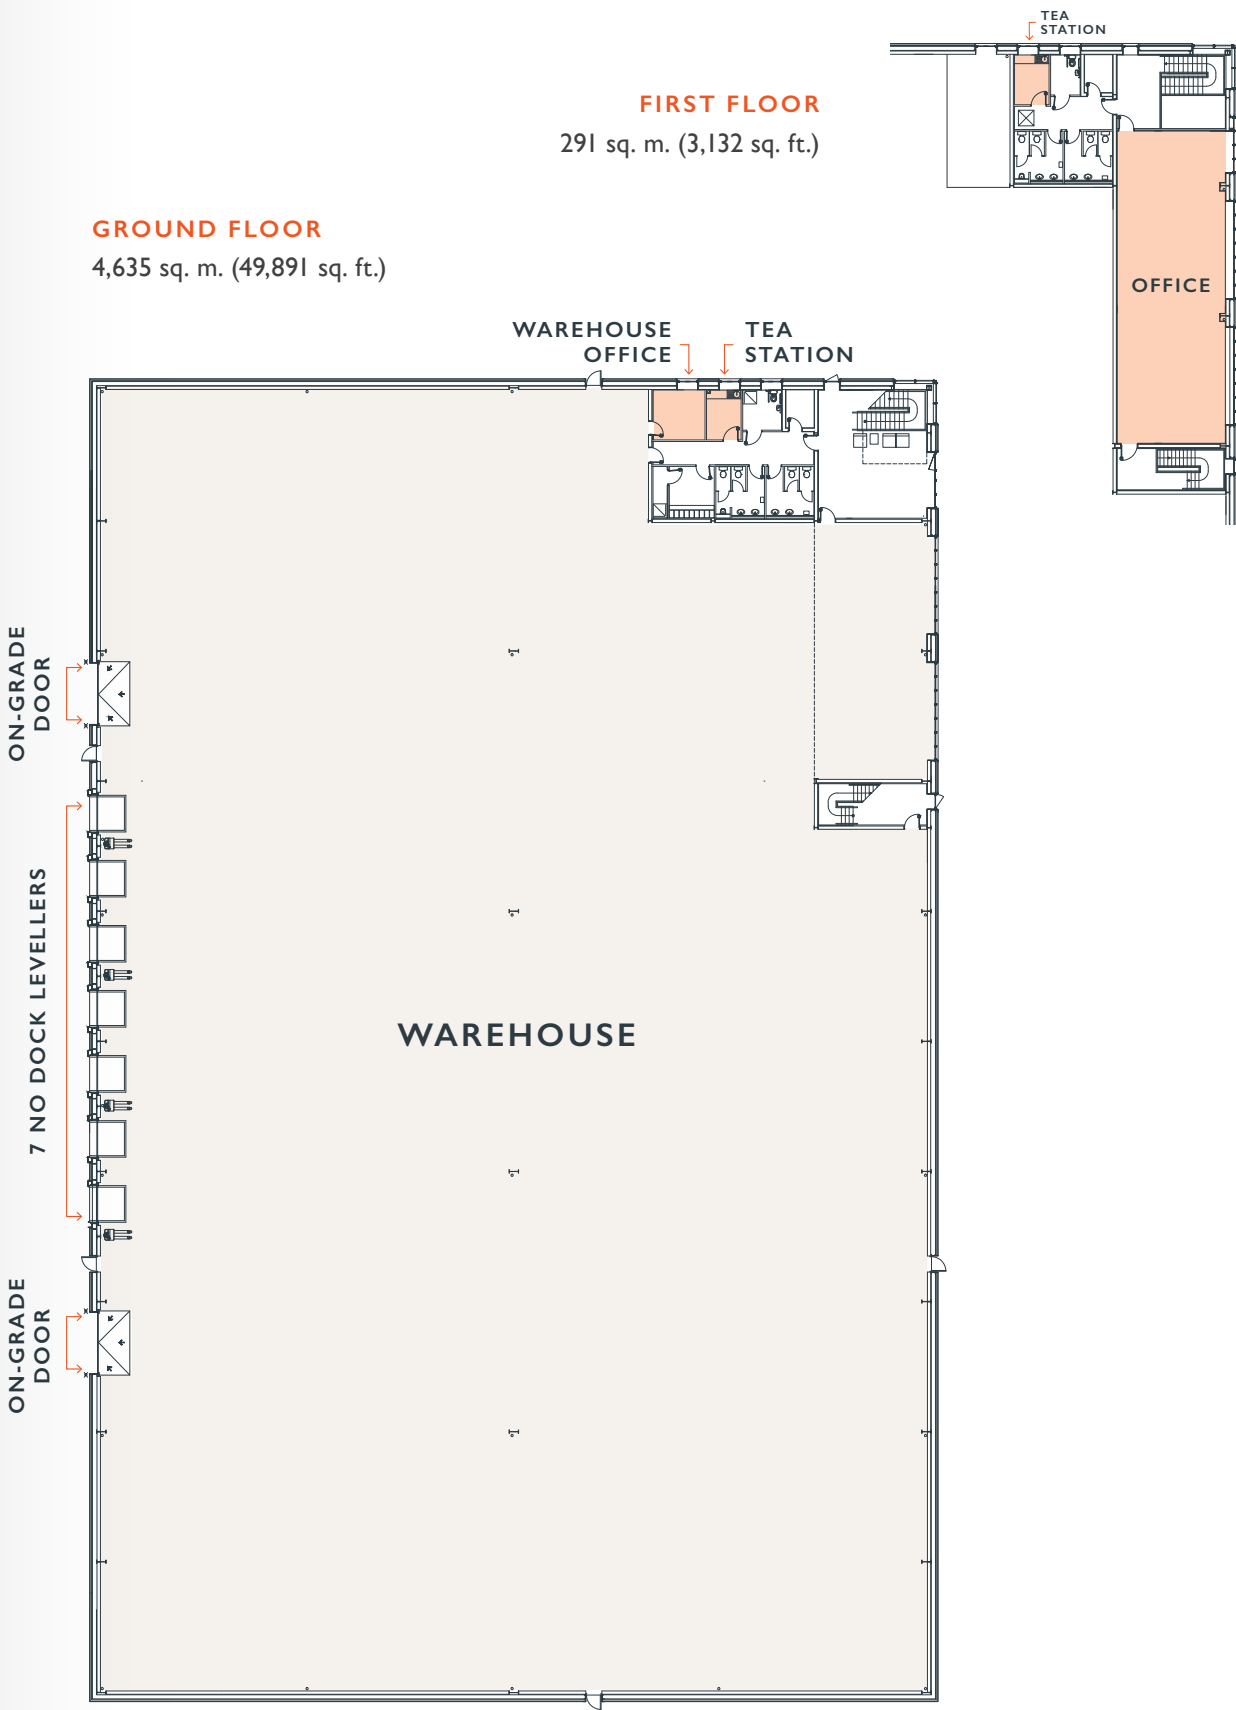 TEA
STATION
FIRST FLOOR
291 sq. m. (3,132 sq. ft.)
GROUND FLOOR
4,635 sq. m. (49,891 sq. ft.)
OFFICE
WAREHOUSE
OFFICE
TEA
STATION
ON-GRADE
DOOR
7 NO DOCK LEVELLERS
WAREHOUSE
ON-GRADE
DOOR